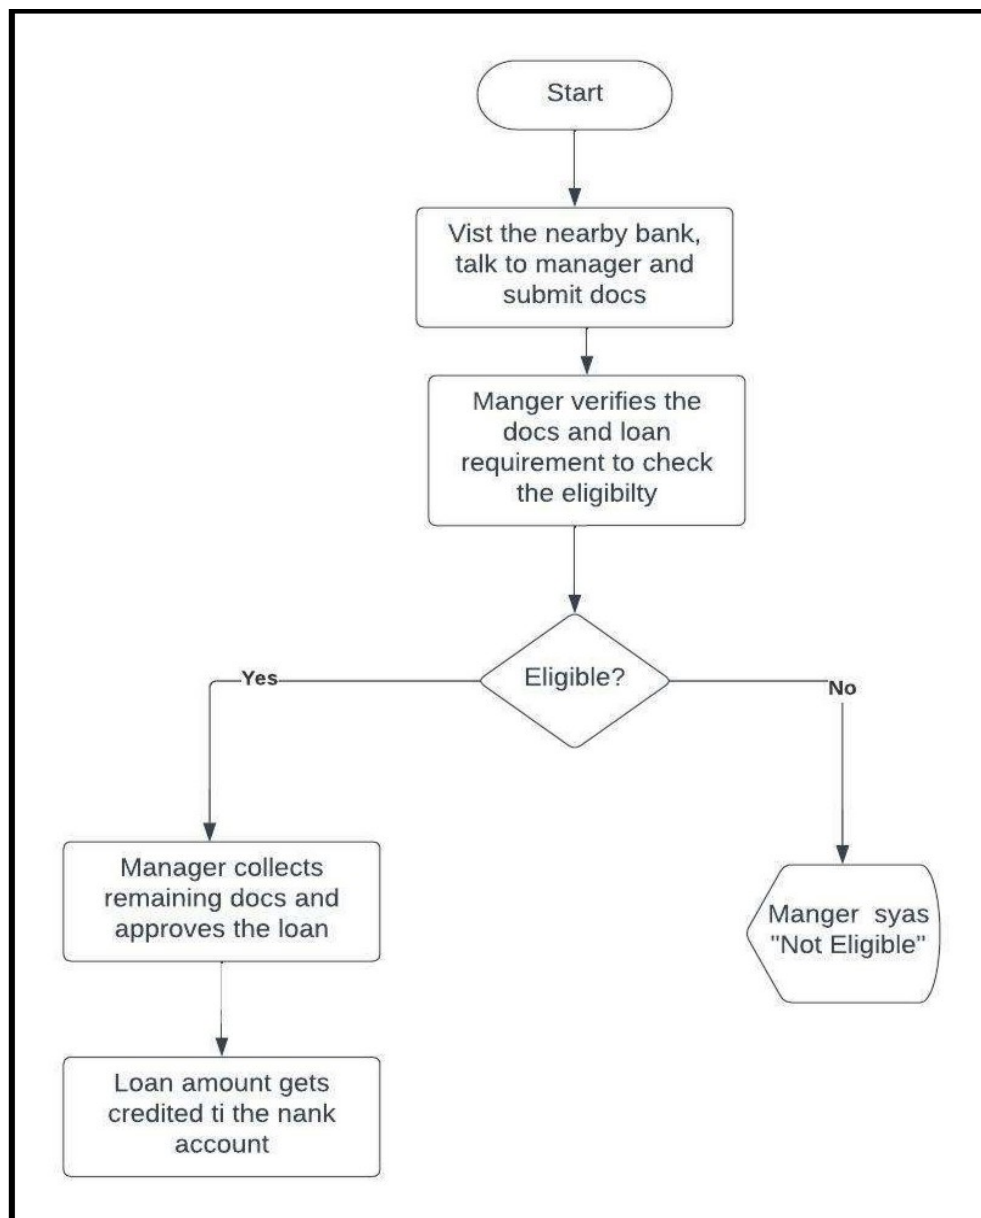 Start
Vist the nearby bank,
talk to manager and
submit docs
Manger verifies the
docs and loan
requirement to check
the eligibilty
Eligible?
Yes
No
Manager collects
remaining docs and
approves the loan
Manger syas
"Not Eligible"
Loan amount gets
credited ti the nank
account